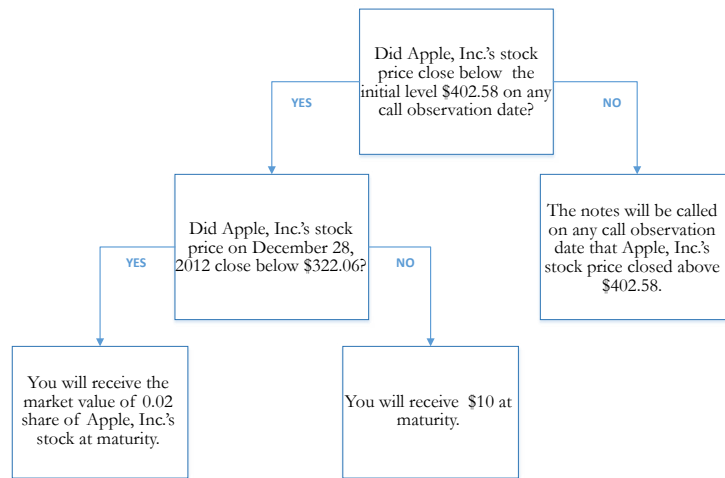 Did Apple, Inc.'s stock
price close below the
initial level $402.58 on any
call observation date?
YES
NO
Did Apple, Inc.'s stock
price on December 28,
2012 close below $322.06?
The notes will be called
on any call observation
date that Apple, Inc.'s
stock price closed above
$402.58.
YES
NO
You will receive the
market value of 0.02
share of Apple, Inc.'s
stock at maturity.
You will receive $10 at
maturity.